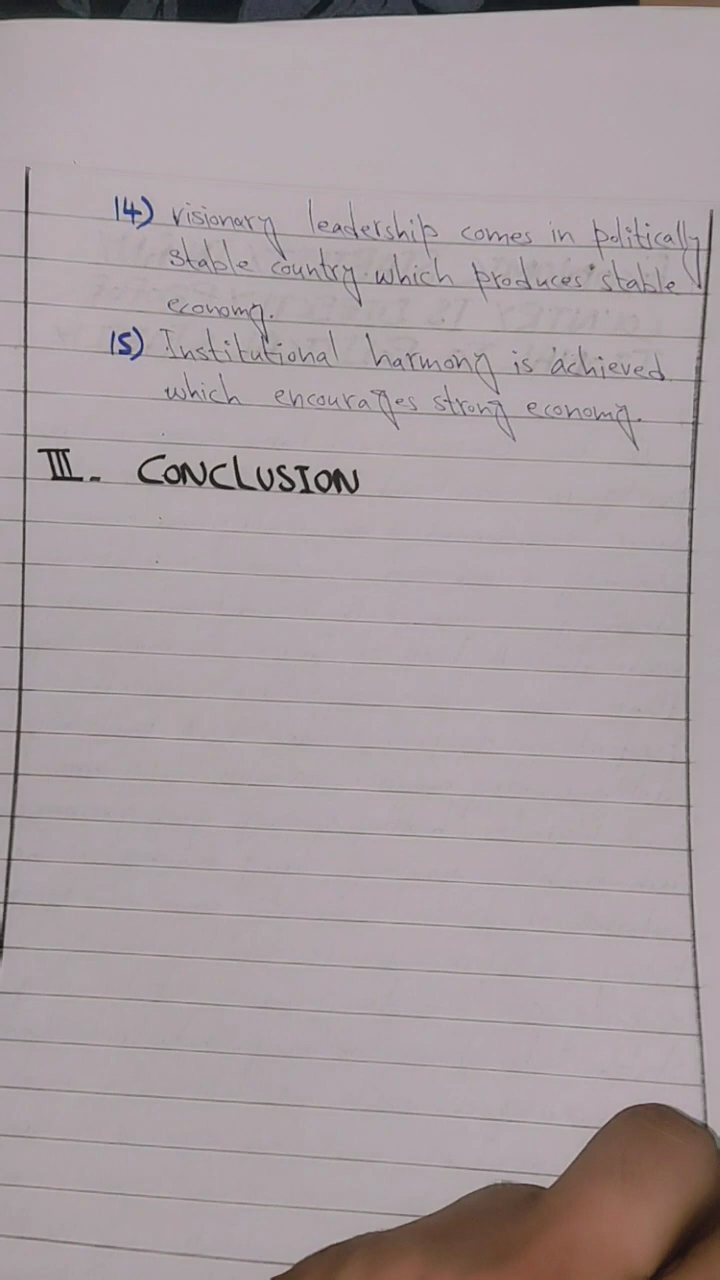 14) visionary leadership comes in politically
stable country which produces stable
economy.
15) Institutional harmony is achieved
which encourages strong economy.
III. CONCLUSION